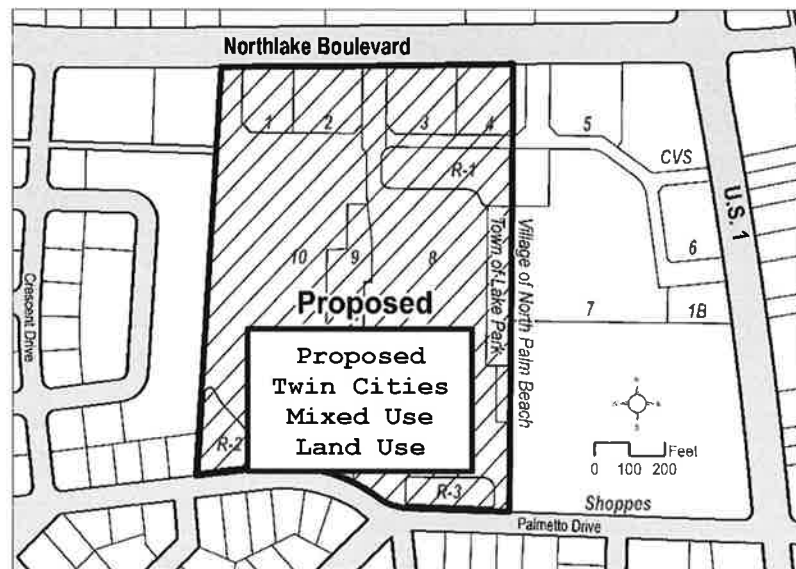 Northlake Boulevard
1
2
3
4
5
R-1
CVS
U.S. 1
6
Crescent Drive
10
9
8
Town of Lake Park
Village of North Palm Beach
7
1B
Proposed
Proposed
Twin Cities
Mixed Use
Land Use
R-2
R-3
Feet
0 100 200
Shoppes
Palmetto Drive